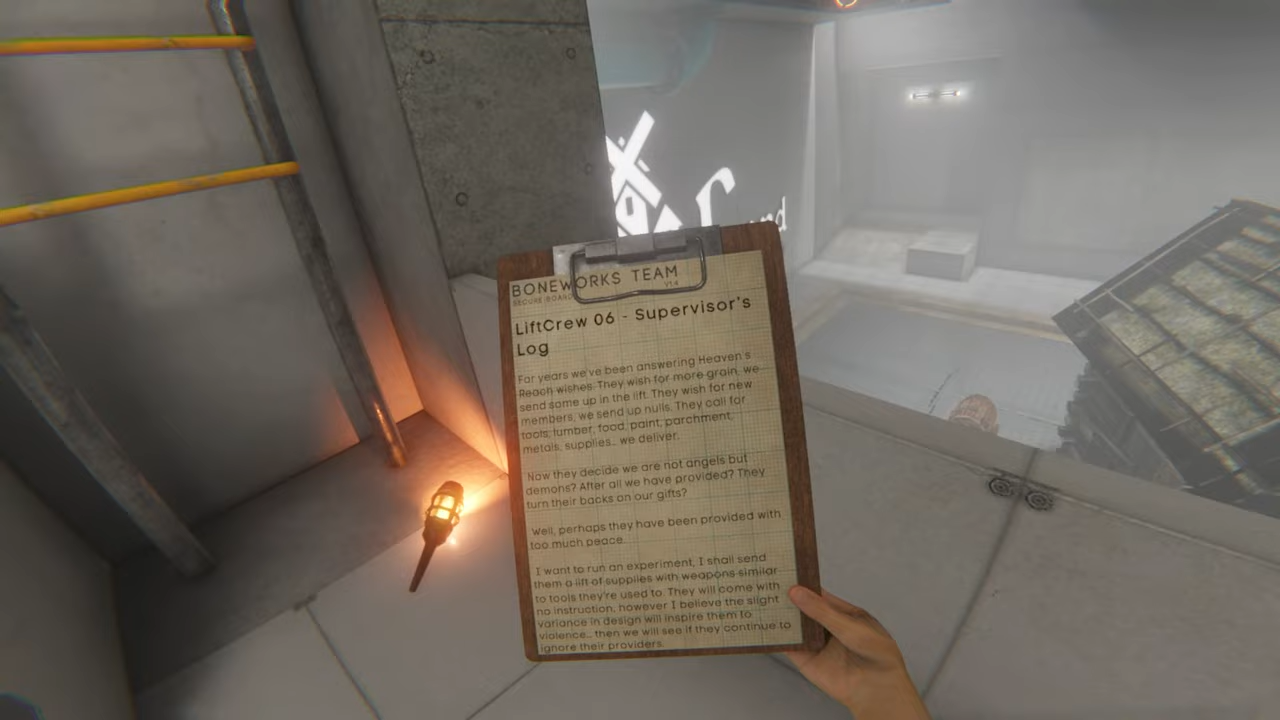 BONEWORKS TEAM
SECURE BOARD
V1.4
LiftCrew 06 - Supervisor's
Log
For years we've been answering Heaven's
Reach wishes. They wish for more grain, we
send some up in the lift. They wish for new
members, we send up nulls. They call for
tools, lumber, food, paint, parchment,
metals, supplies... we deliver.
Now they decide we are not angels but
demons? After all we have provided? They
turn their backs on our gifts?
Well, perhaps they have been provided with
too much peace.
I want to run an experiment, I shall send
them a lift of supplies with weapons similar
to tools they're used to. They will come with
no instruction, however I believe the slight
variance in design will inspire them to
violence... then we will see if they continue to
ignore their providers.